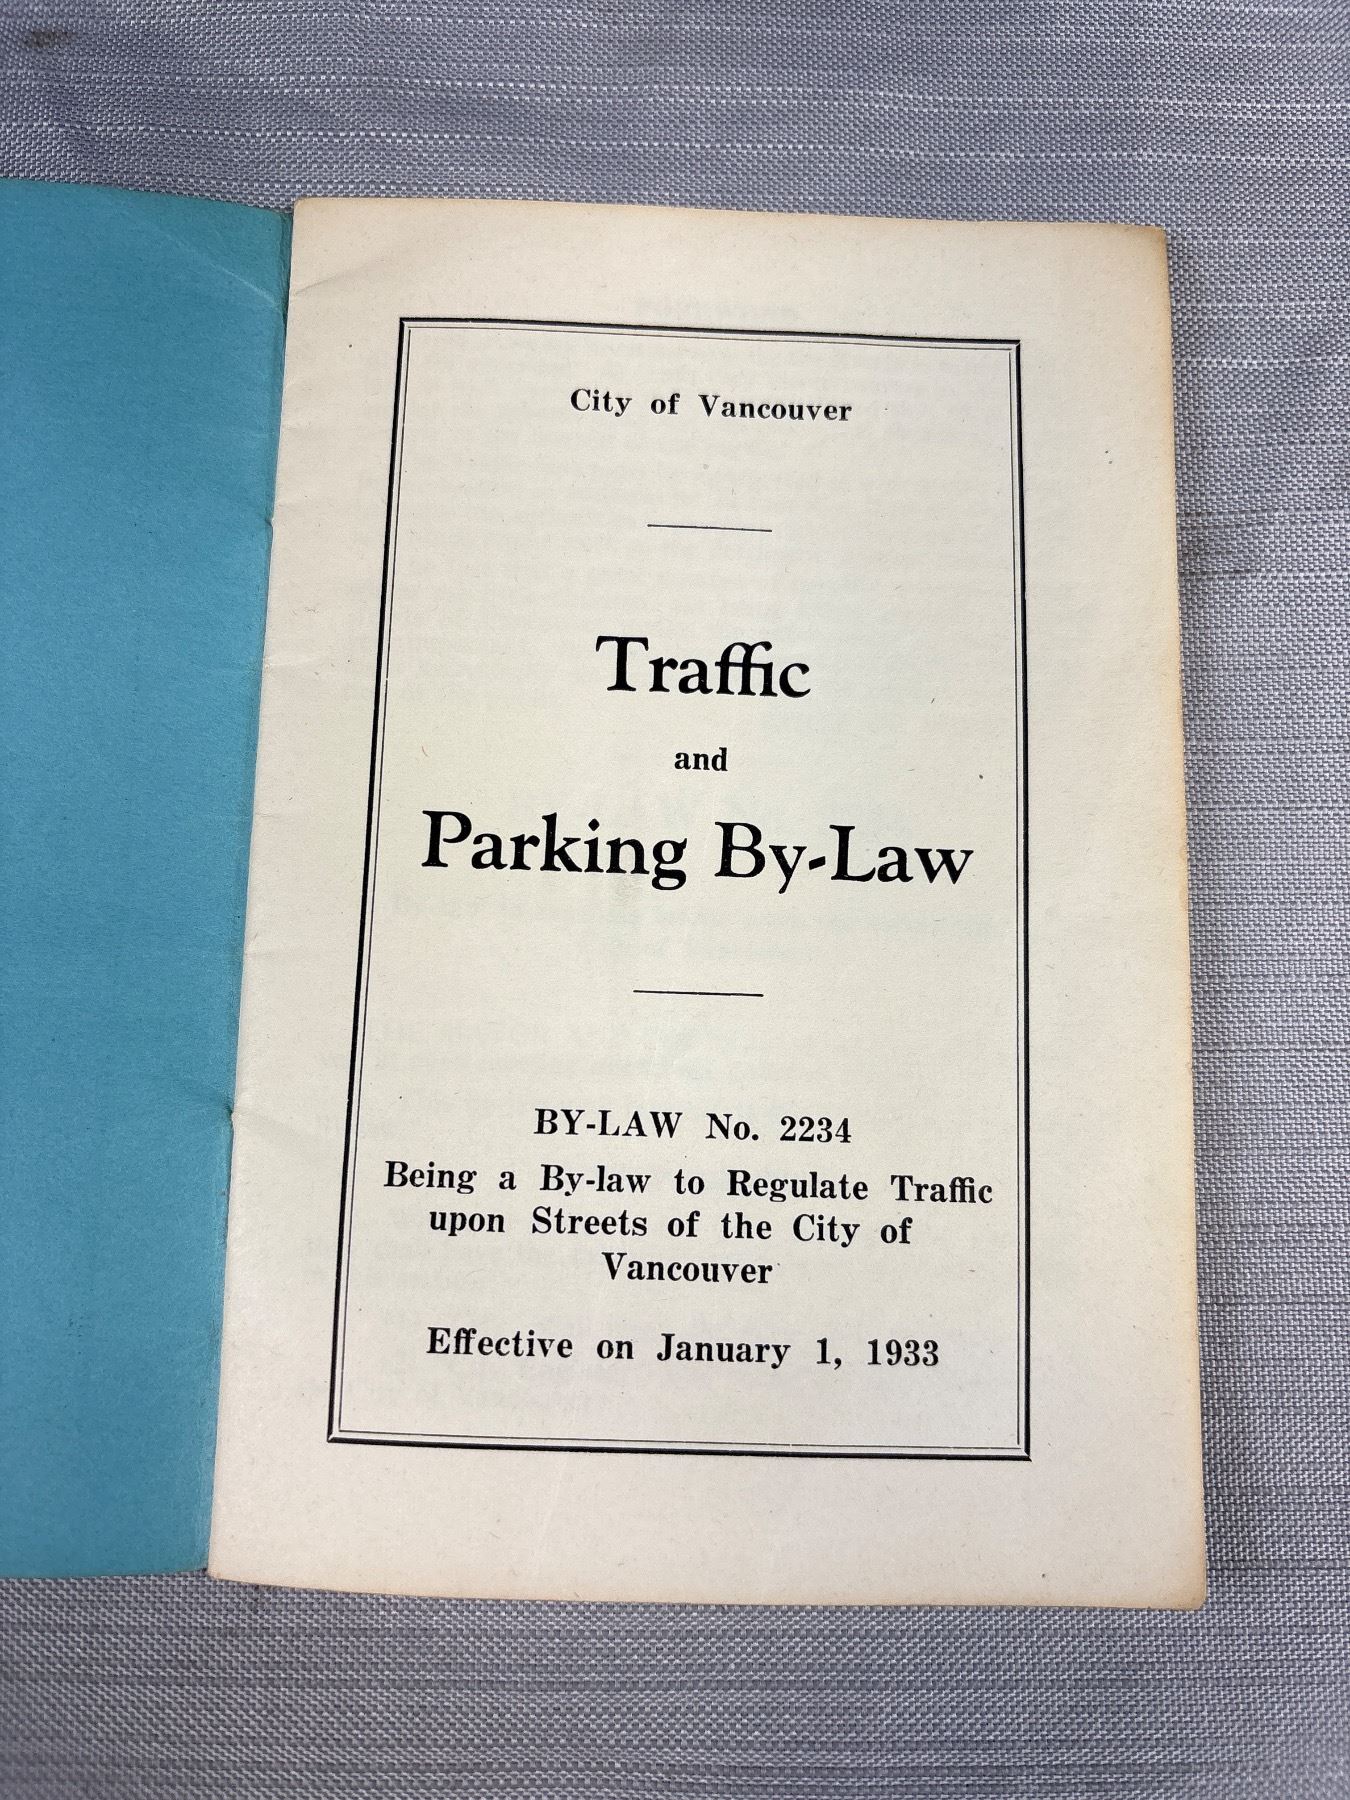 City of Vancouver
Traffic
and
Parking By-Law
BY-LAW No. 2234
Being a By-law to Regulate Traffic
upon Streets of the City of
Vancouver
Effective on January 1, 1933